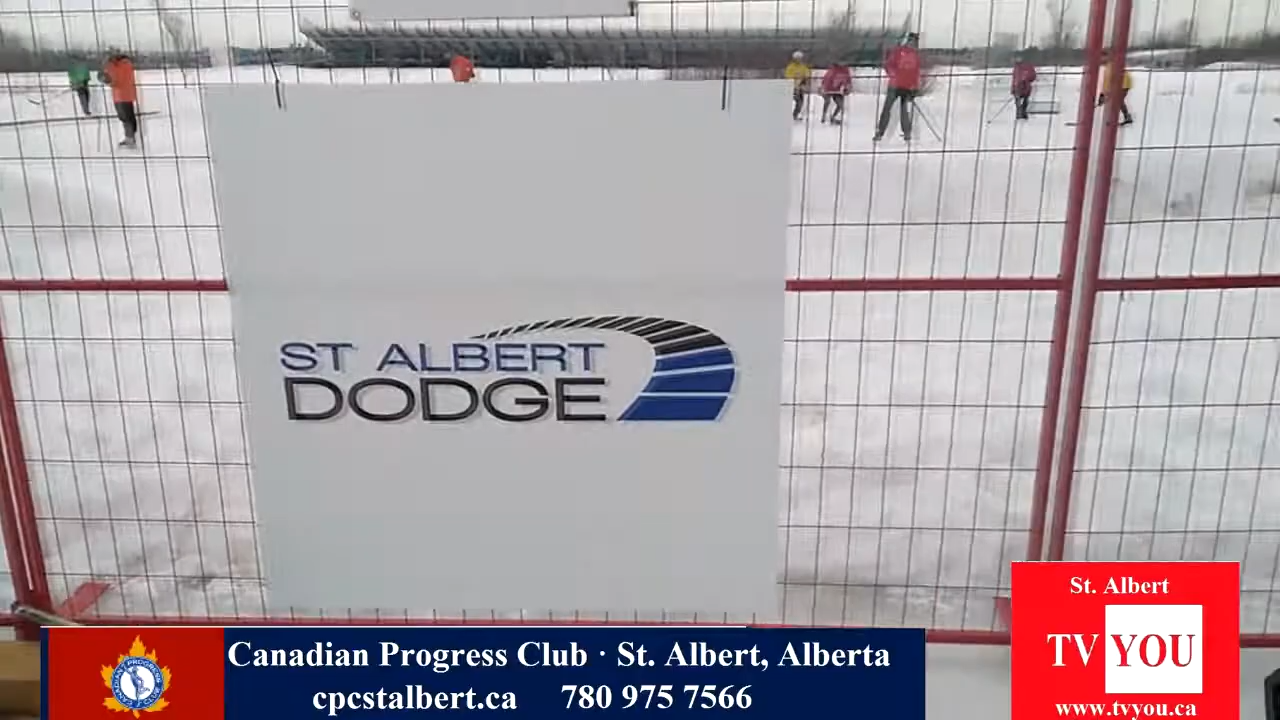 ST ALBERT
DODGE
Canadian Progress Club · St. Albert, Alberta
cpcstalbert.ca 780 975 7566
St. Albert
TV YOU
www.tvyou.ca